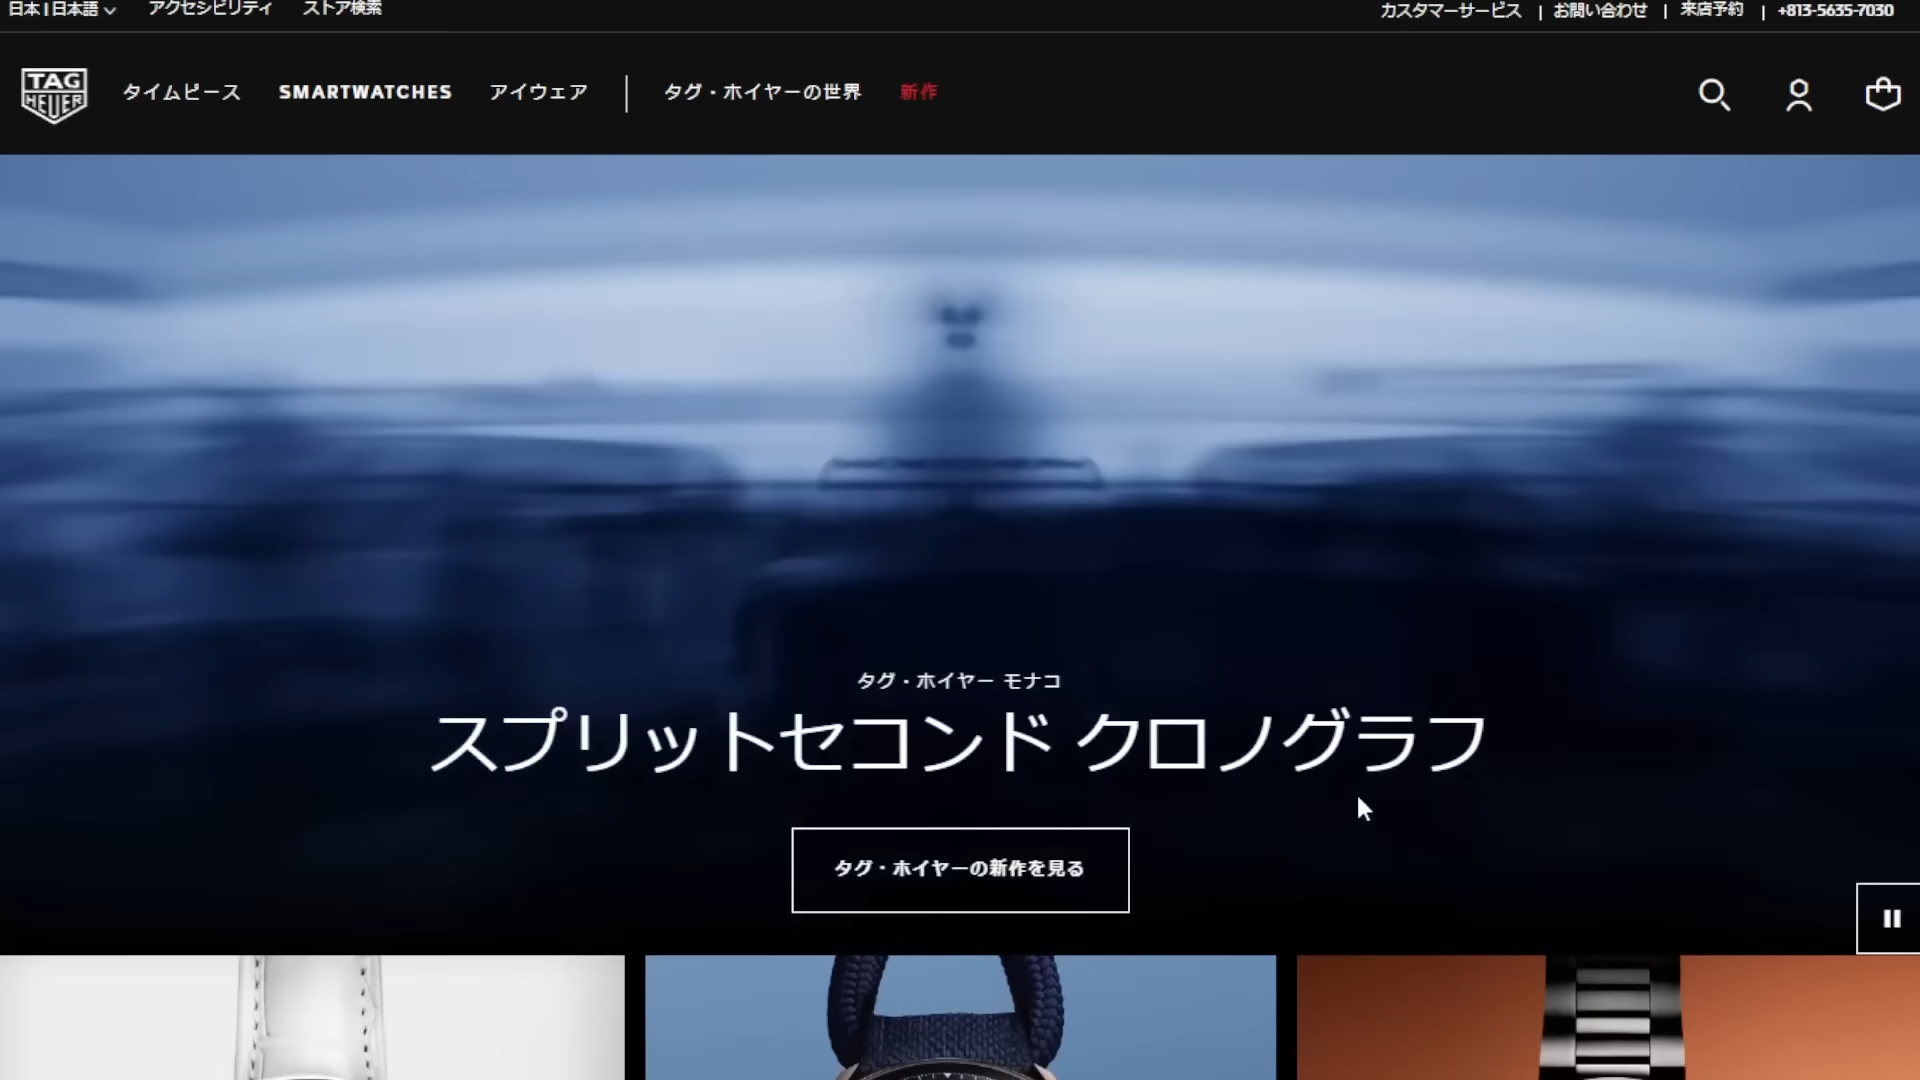 日本 | 日本語
アクセシビリティ
ストア検索
カスタマーサービス | お問い合わせ | 来店予約 | +813-5635-7030
TAG
HEUER
タイムピース
SMARTWATCHES
アイウェア
タグ・ホイヤーの世界
新作
タグ・ホイヤー モナコ
スプリットセコンド クロノグラフ
タグ・ホイヤーの新作を見る